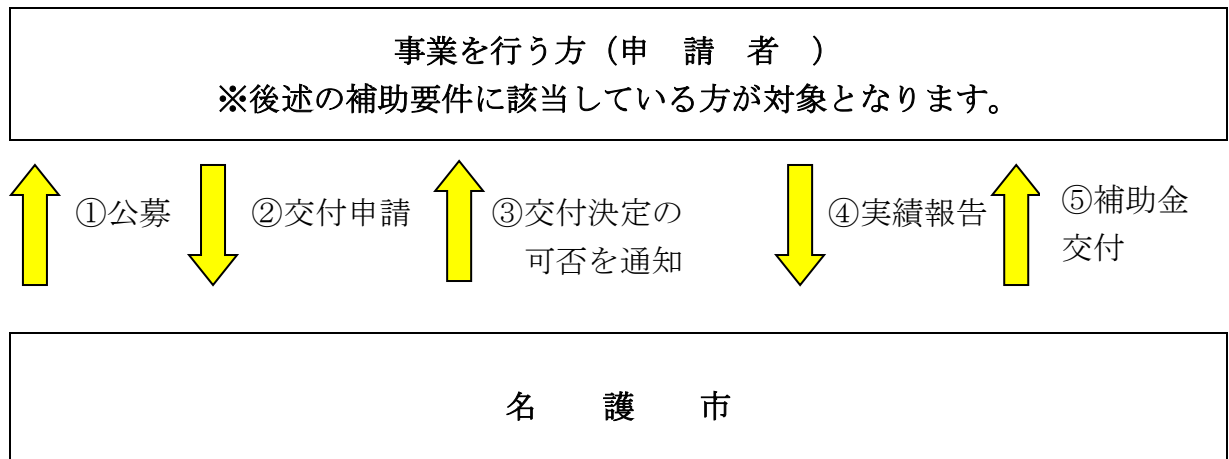 事業を行う方（申　請　者　）
※後述の補助要件に該当している方が対象となります。
①公募
②交付申請
③交付決定の
可否を通知
④実績報告
⑤補助金
交付
名　護　市